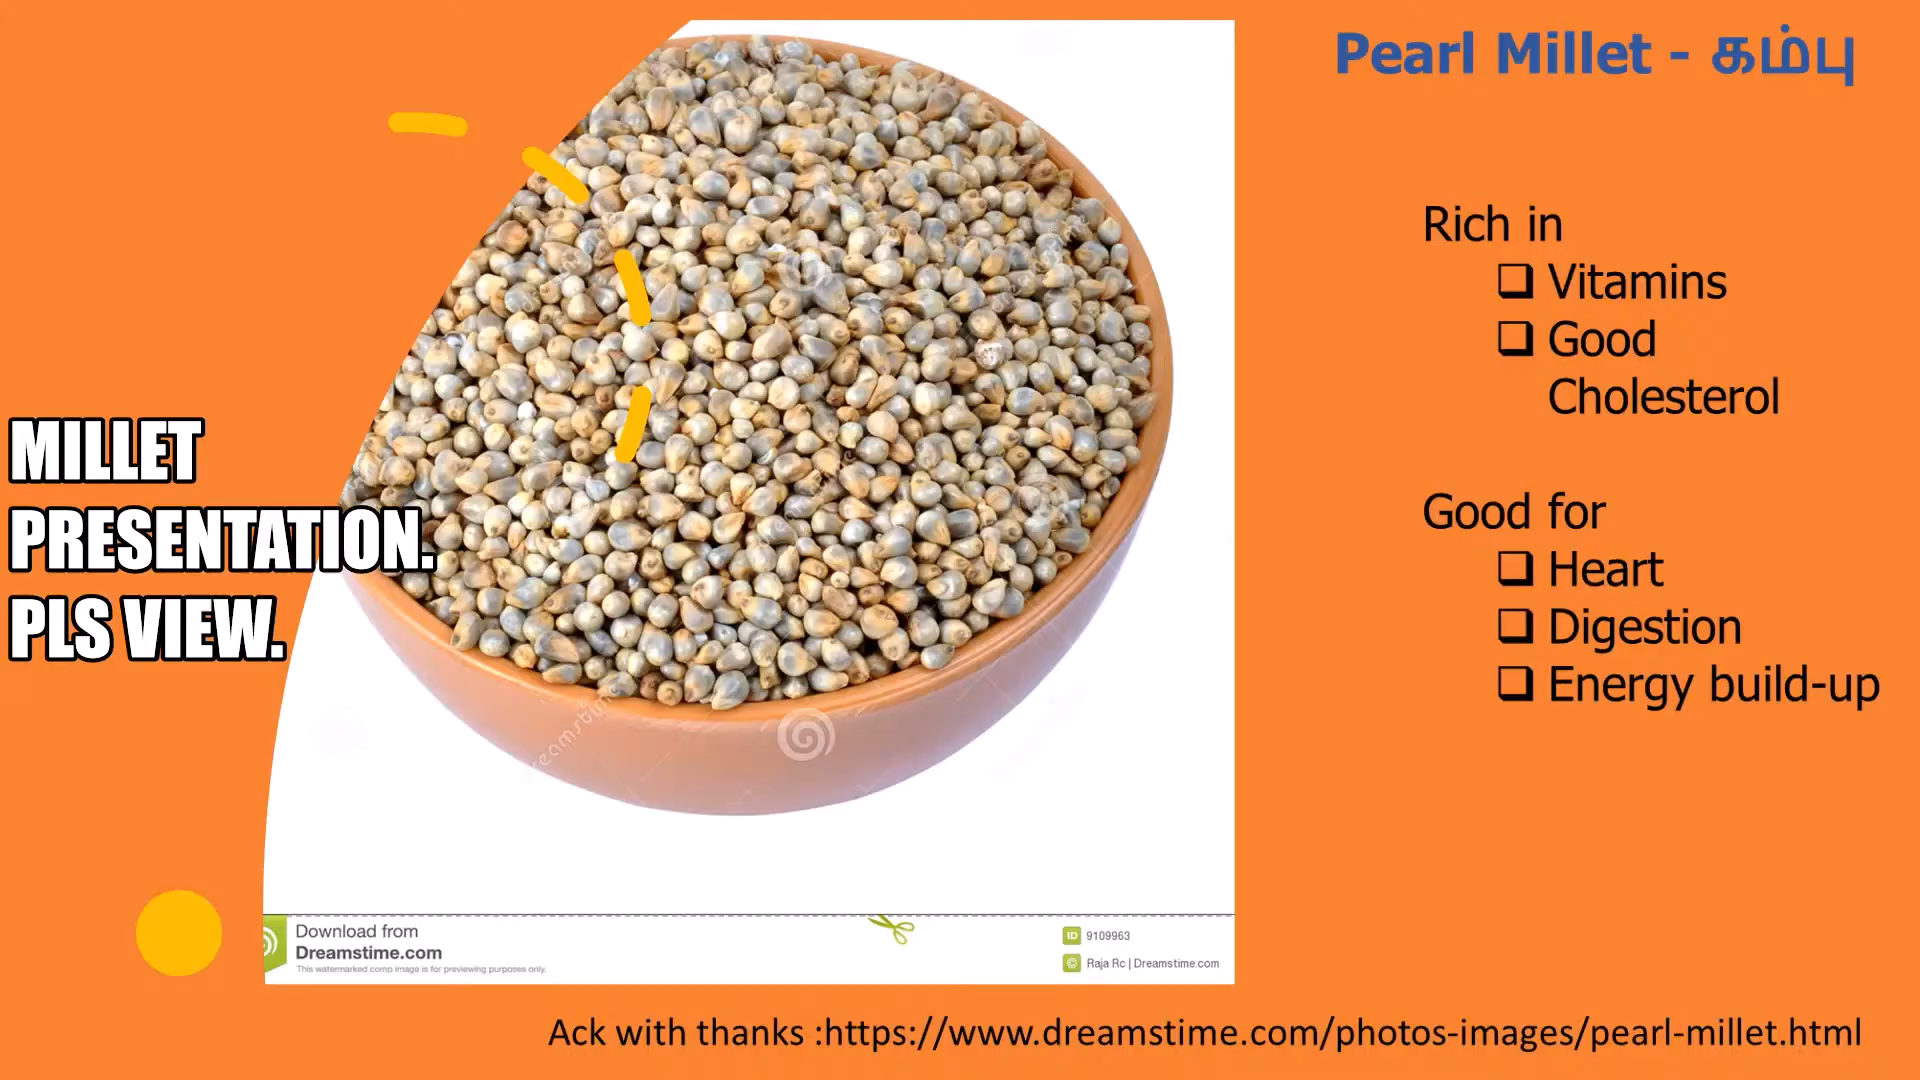 Pearl Millet - கம்பு
Rich in
Vitamins
Good
Cholesterol
Good for
Heart
Digestion
Energy build-up
MILLET
PRESENTATION.
PLS VIEW.
dreamstime
Download from
Dreamstime.com
This watermarked comp image is for previewing purposes only.
ID 9109963
© Raja Rc | Dreamstime.com
Ack with thanks :https://www.dreamstime.com/photos-images/pearl-millet.html